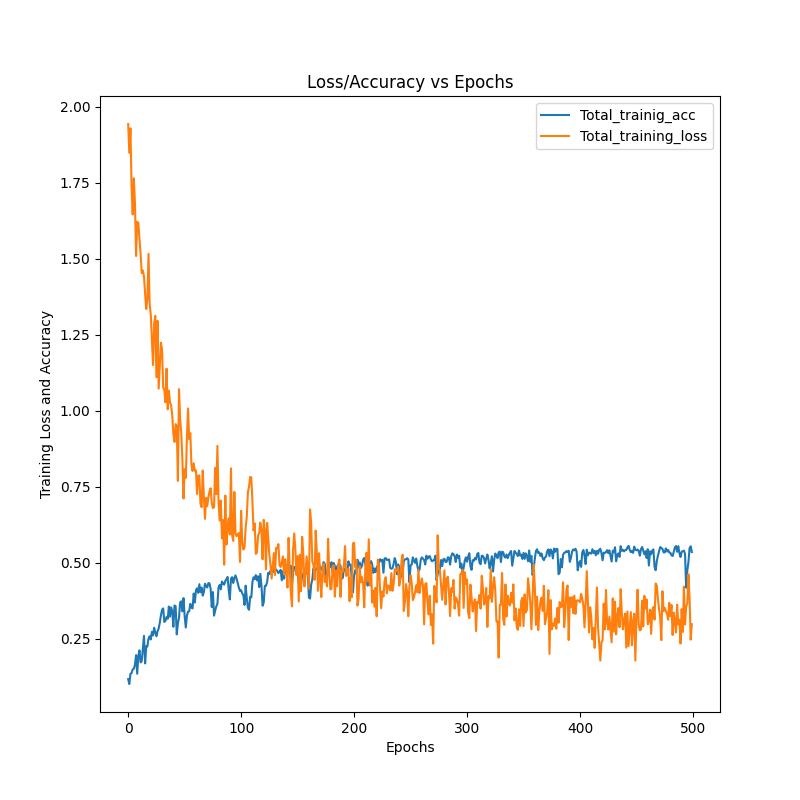 Loss/Accuracy vs Epochs
Total_trainig_acc
Total_training_loss
2.00
1.75
1.50
1.25
1.00
0.75
0.50
0.25
Training Loss and Accuracy
0 100 200 300 400 500
Epochs